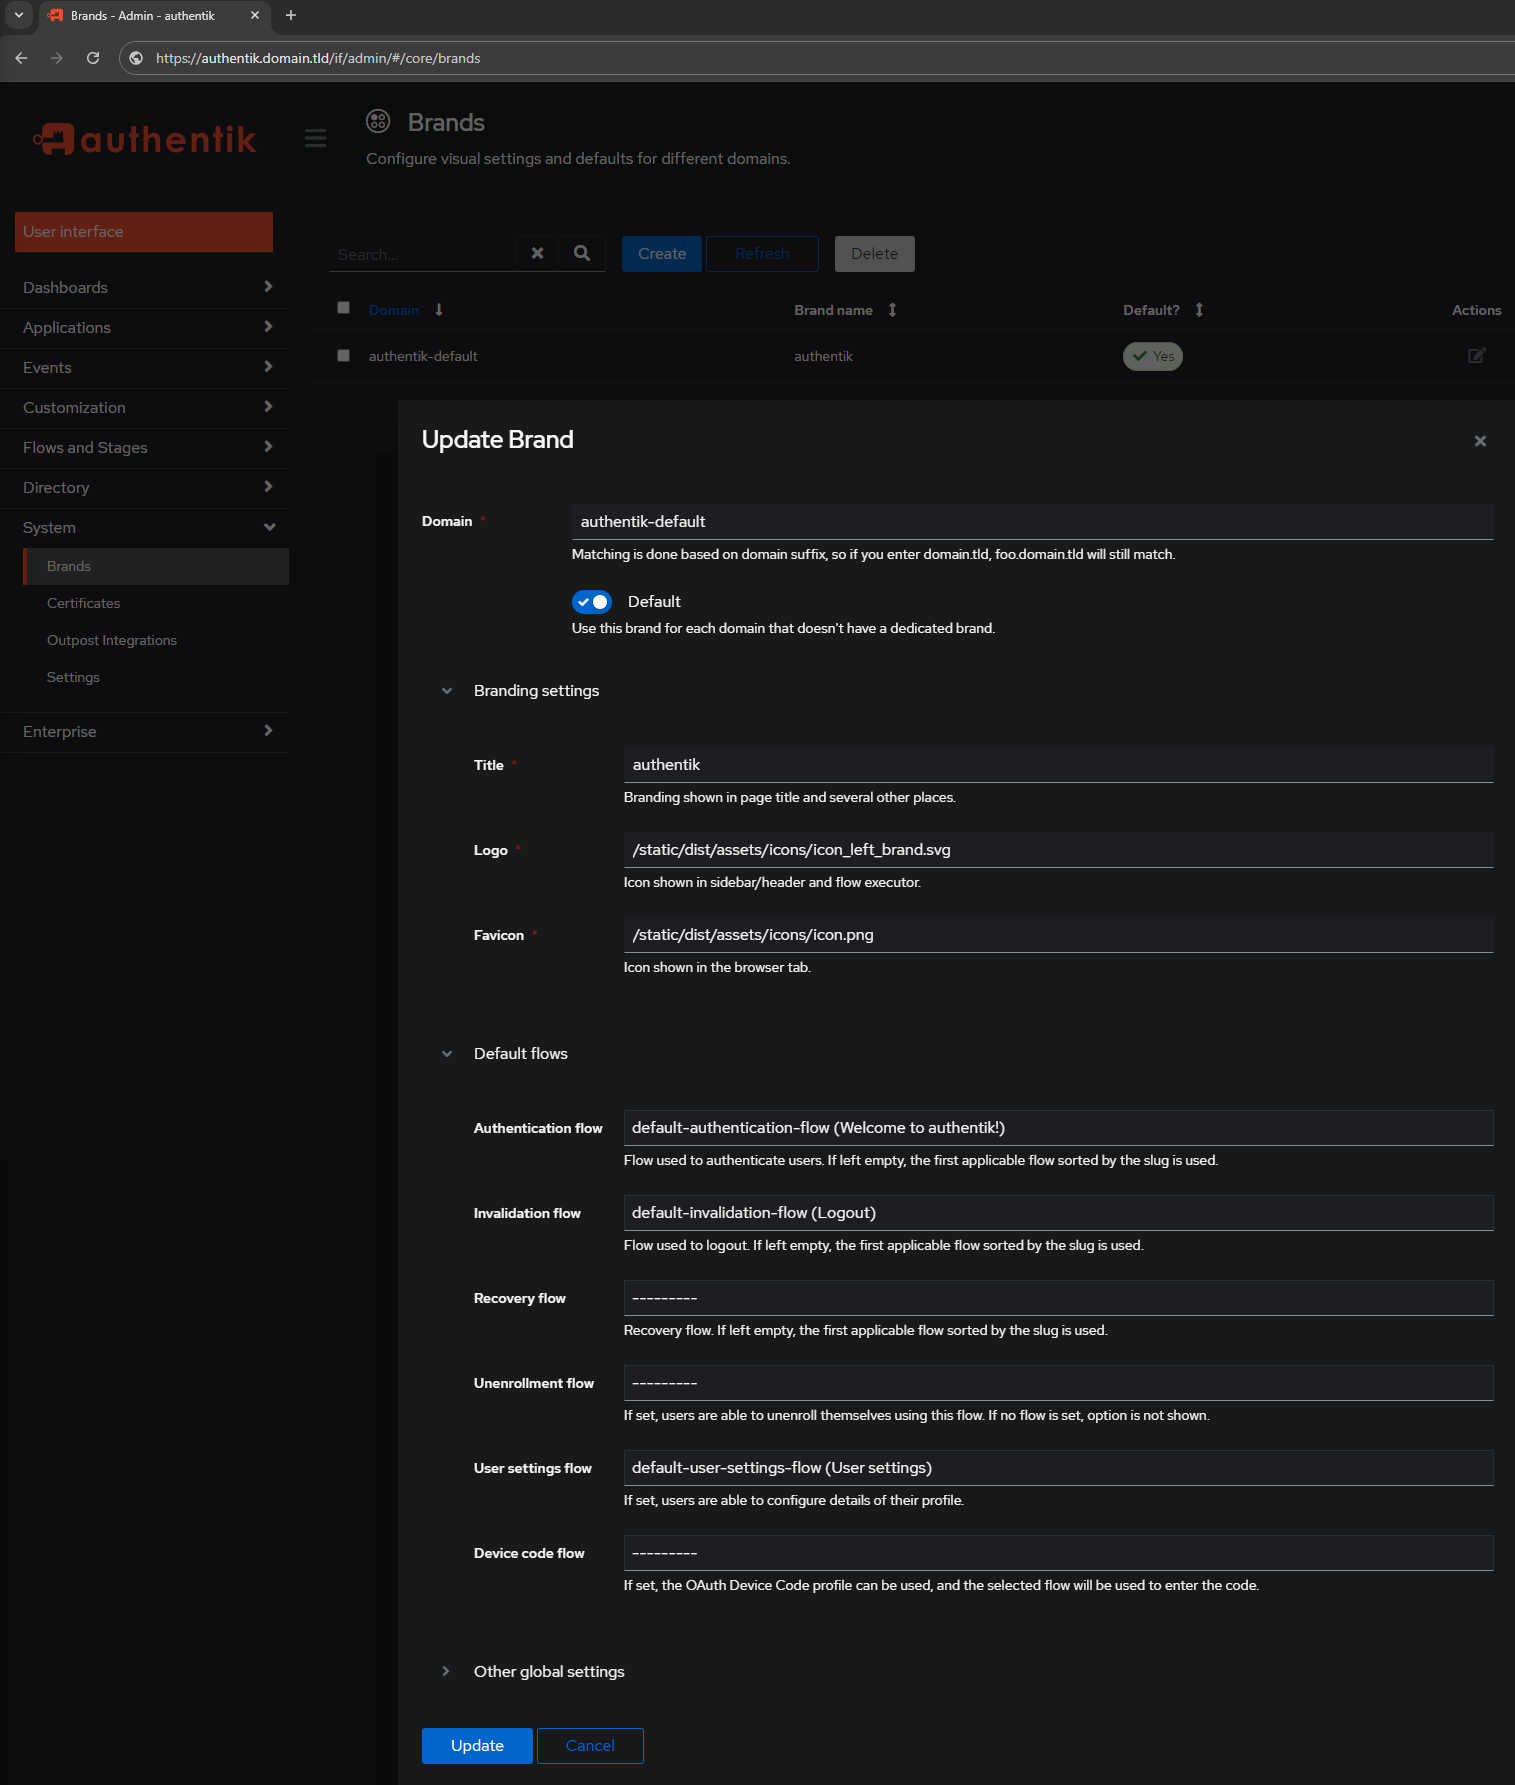 Brands - Admin - authentik
https://authentik.domain.tld/if/admin/#/core/brands
authentik
Brands
Configure visual settings and defaults for different domains.
User interface
Dashboards
Applications
Events
Customization
Flows and Stages
Directory
System
Brands
Certificates
Outpost Integrations
Settings
Enterprise
Search...
Create
Refresh
Delete
Domain
Brand name
Default?
Actions
authentik-default
authentik
Yes
Update Brand
Domain *
authentik-default
Matching is done based on domain suffix, so if you enter domain.tld, foo.domain.tld will still match.
Default
Use this brand for each domain that doesn't have a dedicated brand.
Branding settings
Title *
authentik
Branding shown in page title and several other places.
Logo *
/static/dist/assets/icons/icon_left_brand.svg
Icon shown in sidebar/header and flow executor.
Favicon *
/static/dist/assets/icons/icon.png
Icon shown in the browser tab.
Default flows
Authentication flow
default-authentication-flow (Welcome to authentik!)
Flow used to authenticate users. If left empty, the first applicable flow sorted by the slug is used.
Invalidation flow
default-invalidation-flow (Logout)
Flow used to logout. If left empty, the first applicable flow sorted by the slug is used.
Recovery flow
---------
Recovery flow. If left empty, the first applicable flow sorted by the slug is used.
Unenrollment flow
---------
If set, users are able to unenroll themselves using this flow. If no flow is set, option is not shown.
User settings flow
default-user-settings-flow (User settings)
If set, users are able to configure details of their profile.
Device code flow
---------
If set, the OAuth Device Code profile can be used, and the selected flow will be used to enter the code.
Other global settings
Update
Cancel